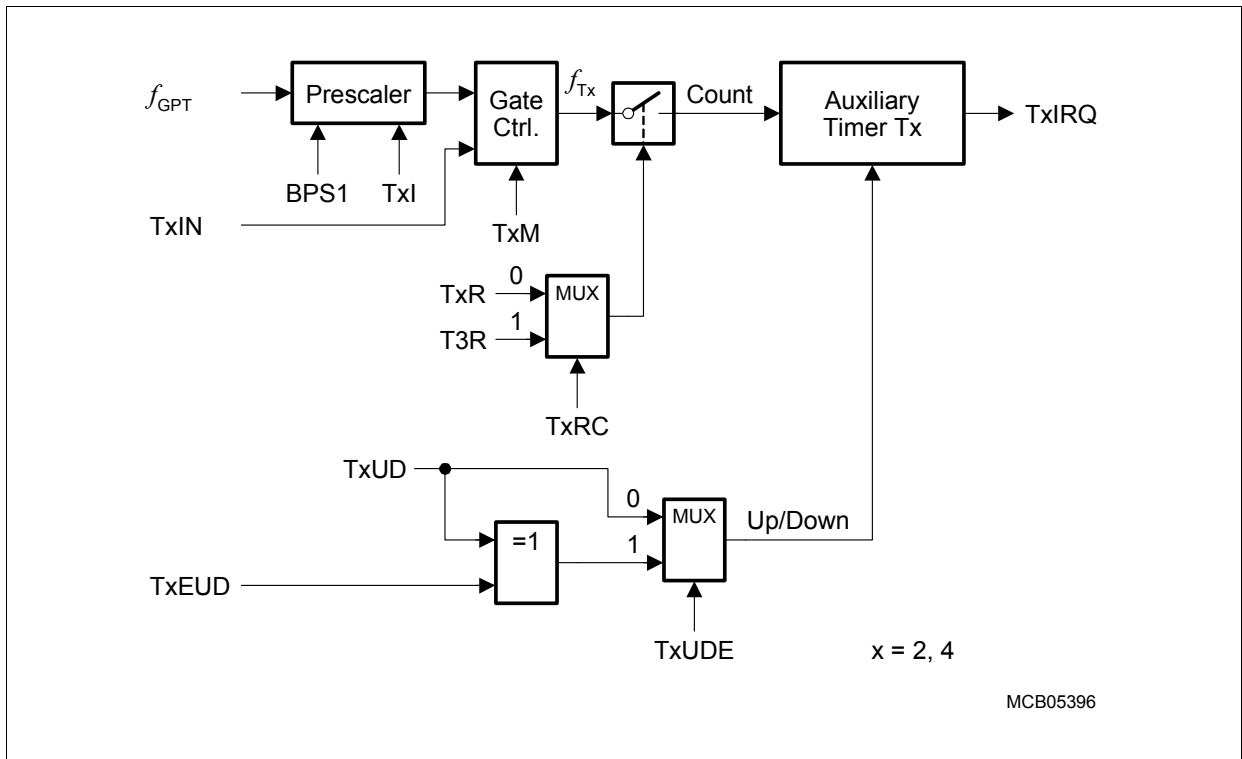 fGPT
Prescaler
Gate
Ctrl.
fTx
Count
Auxiliary
Timer Tx
TxIRQ
BPS1
TxI
TxIN
TxM
TxR
0
MUX
T3R
1
TxRC
TxUD
0
MUX
Up/Down
=1
1
TxEUD
TxUDE
x = 2, 4
MCB05396